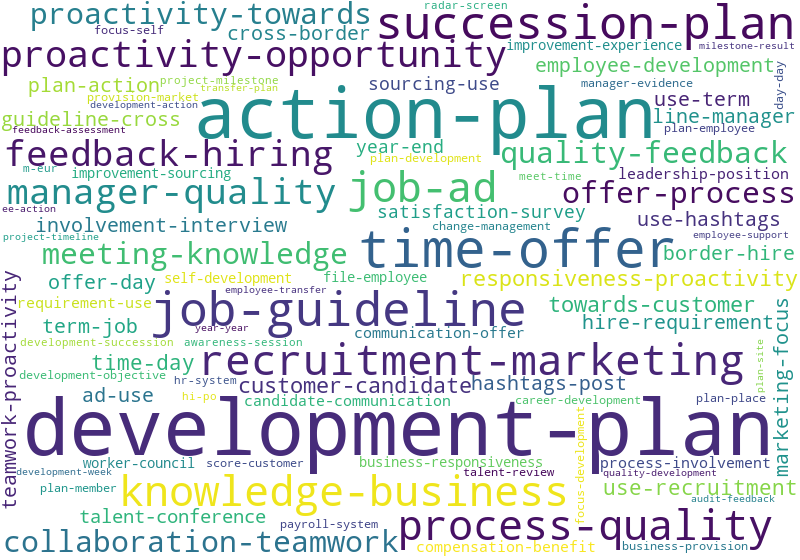 radar-screen
proactivity-towards
succession-plan
focus-self
cross-border
proactivity-opportunity
improvement-experience
milestone-result
plan-action
project-milestone
transfer-plan
sourcing-use
employee-development
manager-evidence
day-day
provision-market
development-action
action-plan
use-term
guideline-cross
line-manager
feedback-assessment
plan-employee
feedback-hiring
year-end
plan-development
quality-feedback
m-eur
improvement-sourcing
meet-time
leadership-position
manager-quality
job-ad
offer-process
ee-action
satisfaction-survey
use-hashtags
involvement-interview
change-management
project-timeline
employee-support
meeting-knowledge
time-offer
border-hire
teamwork-proactivity
offer-day
self-development
file-employee
responsiveness-proactivity
requirement-use
employee-transfer
job-guideline
towards-customer
marketing-focus
term-job
year-year
communication-offer
hire-requirement
development-succession
awareness-session
time-day
recruitment-marketing
plan-site
development-objective
hr-system
customer-candidate
hashtags-post
ad-use
hi-po
candidate-communication
career-development
plan-place
development-plan
focus-development
worker-council
score-customer
business-responsiveness
process-involvement
development-week
talent-review
quality-development
plan-member
knowledge-business
use-recruitment
audit-feedback
talent-conference
payroll-system
process-quality
collaboration-teamwork
compensation-benefit
business-provision